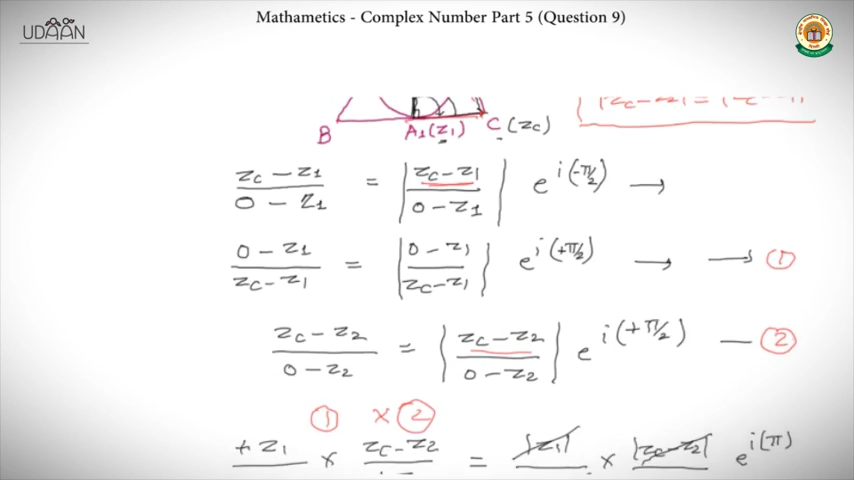 Mathametics - Complex Number Part 5 (Question 9)
UDAAN
B A₁(z₁) C (zc)
(zc - z1)/(0 - z1) = |(zc - z1)/(0 - z1)| e^{i(-π/2)} →
(0 - z1)/(zc - z1) = |(0 - z1)/(zc - z1)| e^{i(+π/2)} → → ①
(zc - z2)/(0 - z2) = |(zc - z2)/(0 - z2)| e^{i(+π/2)} — ②
① × ②
+z1 × zc - z2 = |z1| × |zc - z2| e^{i(π)}